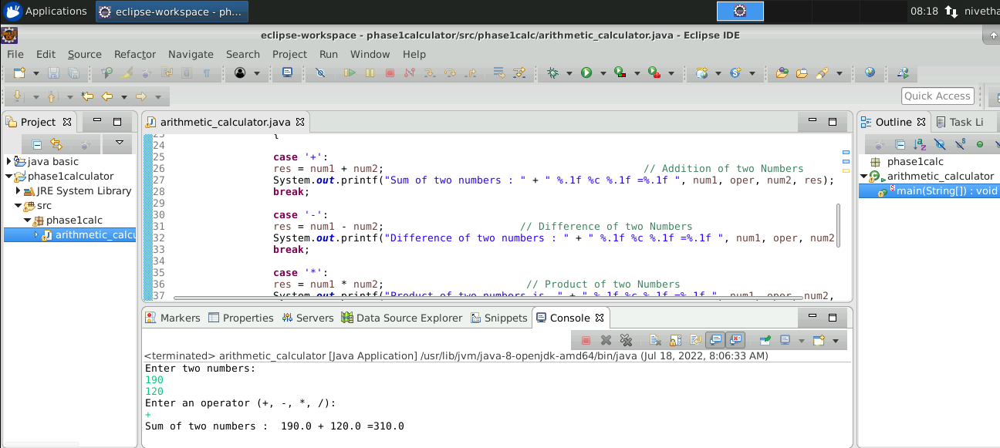 Applications
eclipse-workspace - ph...
08:18
nivetha
eclipse-workspace - phase1calculator/src/phase1calc/arithmetic_calculator.java - Eclipse IDE
File Edit Source Refactor Navigate Search Project Run Window Help
Quick Access
Project
java basic
phase1calculator
JRE System Library
src
phase1calc
arithmetic_calcu
arithmetic_calculator.java
23 {
24
25 case '+':
26 res = num1 + num2; // Addition of two Numbers
27 System.out.printf("Sum of two numbers : " + " %.1f %c %.1f =%.1f ", num1, oper, num2, res);
28 break;
29
30 case '-':
31 res = num1 - num2; // Difference of two Numbers
32 System.out.printf("Difference of two numbers : " + " %.1f %c %.1f =%.1f ", num1, oper, num2
33 break;
34
35 case '*':
36 res = num1 * num2; // Product of two Numbers
37 System.out.printf("Product of two numbers is " + " %.1f %c %.1f =%.1f ", num1, oper, num2,
Outline Task Li
phase1calc
arithmetic_calculator
main(String[]) : void
Markers Properties Servers Data Source Explorer Snippets Console
<terminated> arithmetic_calculator [Java Application] /usr/lib/jvm/java-8-openjdk-amd64/bin/java (Jul 18, 2022, 8:06:33 AM)
Enter two numbers:
190
120
Enter an operator (+, -, *, /):
+
Sum of two numbers :  190.0 + 120.0 =310.0